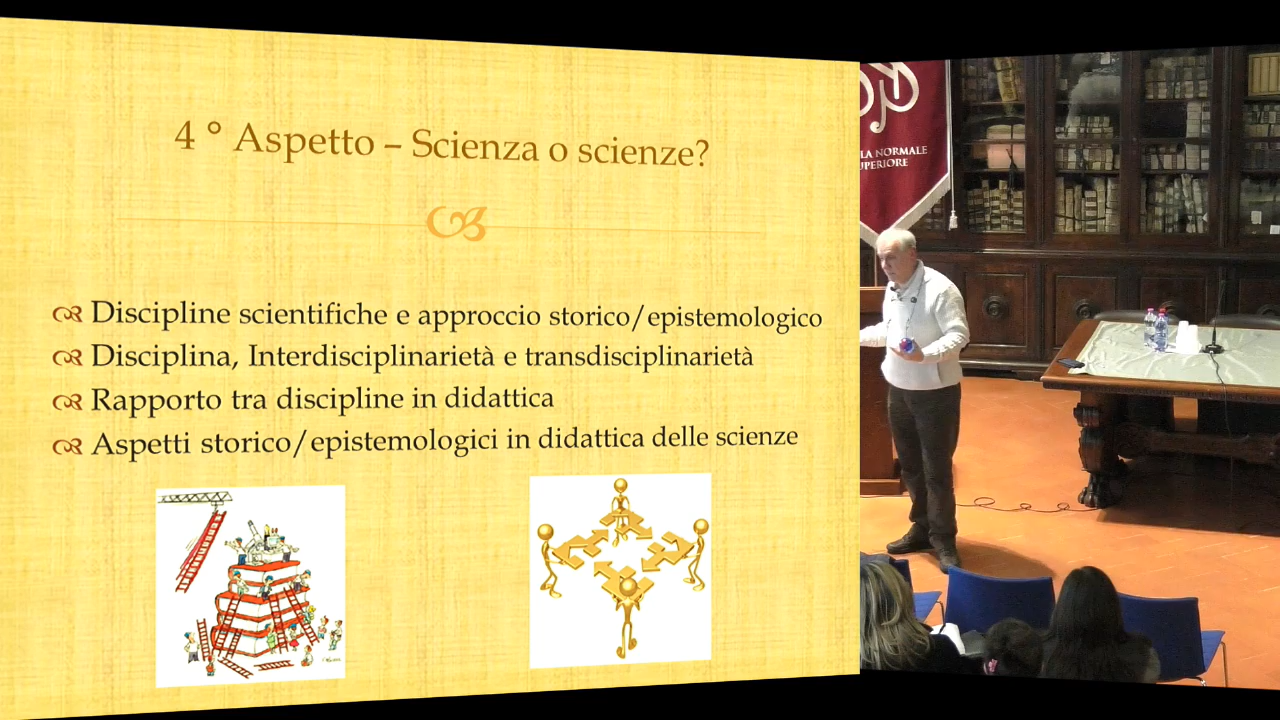 4 ° Aspetto – Scienza o scienze?
Discipline scientifiche e approccio storico/epistemologico
Disciplina, Interdisciplinarietà e transdisciplinarietà
Rapporto tra discipline in didattica
Aspetti storico/epistemologici in didattica delle scienze
LA NORMALE
UPERIORE